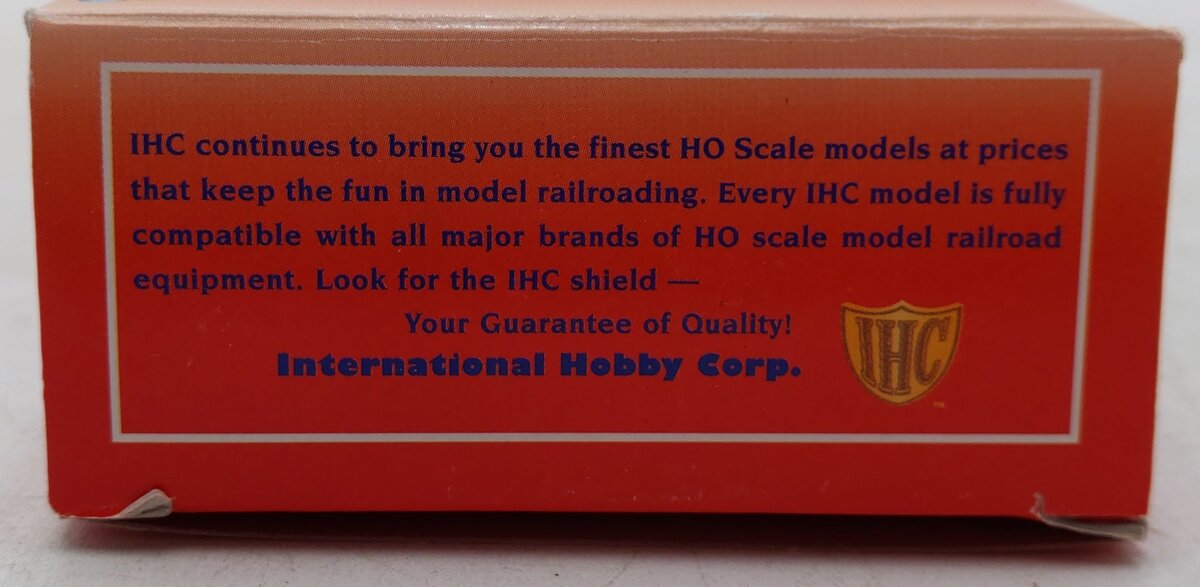 IHC continues to bring you the finest HO Scale models at prices
that keep the fun in model railroading. Every IHC model is fully
compatible with all major brands of HO scale model railroad
equipment. Look for the IHC shield —
Your Guarantee of Quality!
International Hobby Corp.
IHC
TM